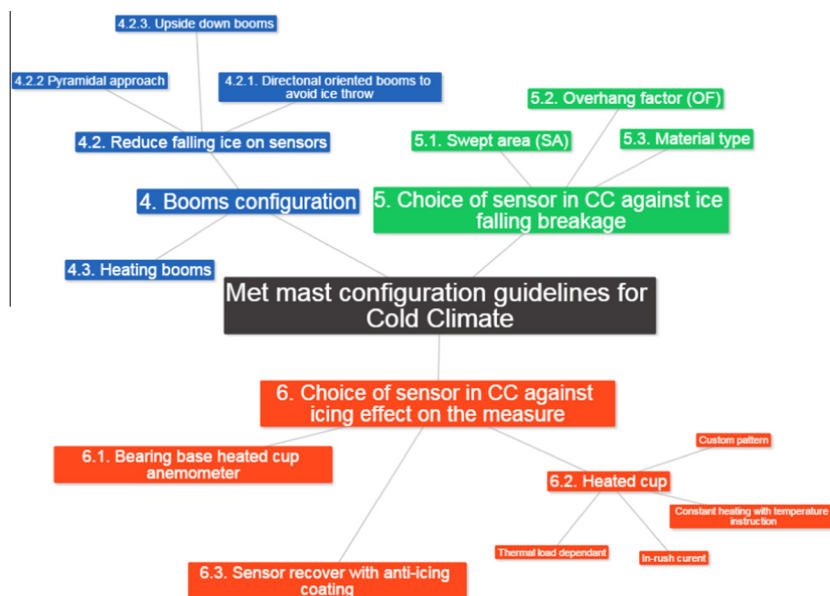 4.2.3. Upside down booms
4.2.2 Pyramidal approach
4.2.1. Directonal oriented booms to
avoid ice throw
4.2. Reduce falling ice on sensors
4. Booms configuration
4.3. Heating booms
5.2. Overhang factor (OF)
5.1. Swept area (SA)
5.3. Material type
5. Choice of sensor in CC against ice
falling breakage
Met mast configuration guidelines for
Cold Climate
6. Choice of sensor in CC against
icing effect on the measure
6.1. Bearing base heated cup
anemometer
Custom pattern
6.2. Heated cup
Constant heating with temperature
instruction
Thermal load dependant
In-rush curent
6.3. Sensor recover with anti-icing
coating